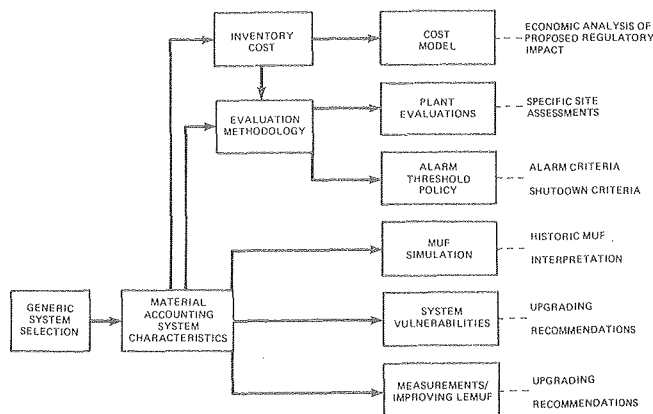 INVENTORY
COST
COST
MODEL
ECONOMIC ANALYSIS OF
PROPOSED REGULATORY
IMPACT
EVALUATION
METHODOLOGY
PLANT
EVALUATIONS
SPECIFIC SITE
ASSESSMENTS
ALARM
THRESHOLD
POLICY
ALARM CRITERIA
SHUTDOWN CRITERIA
MUF
SIMULATION
HISTORIC MUF
INTERPRETATION
GENERIC
SYSTEM
SELECTION
MATERIAL
ACCOUNTING
SYSTEM
CHARACTERISTICS
SYSTEM
VULNERABILITIES
UPGRADING
RECOMMENDATIONS
MEASUREMENTS/
IMPROVING LEMUF
UPGRADING
RECOMMENDATIONS